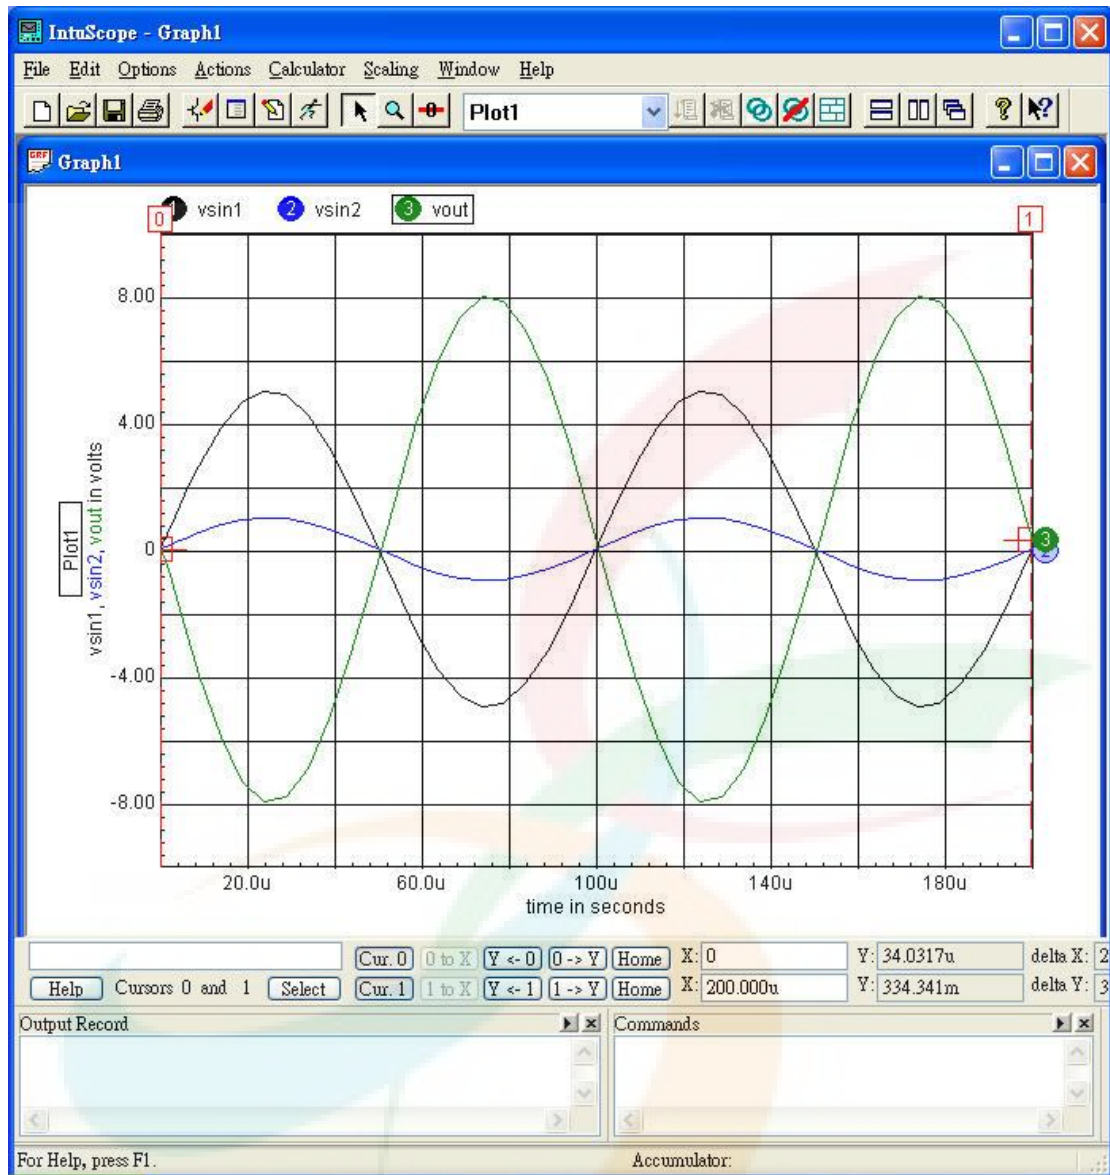 IntuScope - Graph1
File Edit Options Actions Calculator Scaling Window Help
Plot1
GRF Graph1
1 vsin1 2 vsin2 3 vout
0 1
8.00
4.00
0
-4.00
-8.00
Plot1
vsin1, vsin2, vout in volts
3
2
20.0u 60.0u 100u 140u 180u
time in seconds
Cur. 0 0 to X Y <- 0 0 -> Y Home X: 0 Y: 34.0317u delta X: 2
Help Cursors 0 and 1 Select Cur. 1 1 to X Y <- 1 1 -> Y Home X: 200.000u Y: 334.341m delta Y: 3
Output Record Commands
For Help, press F1. Accumulator: